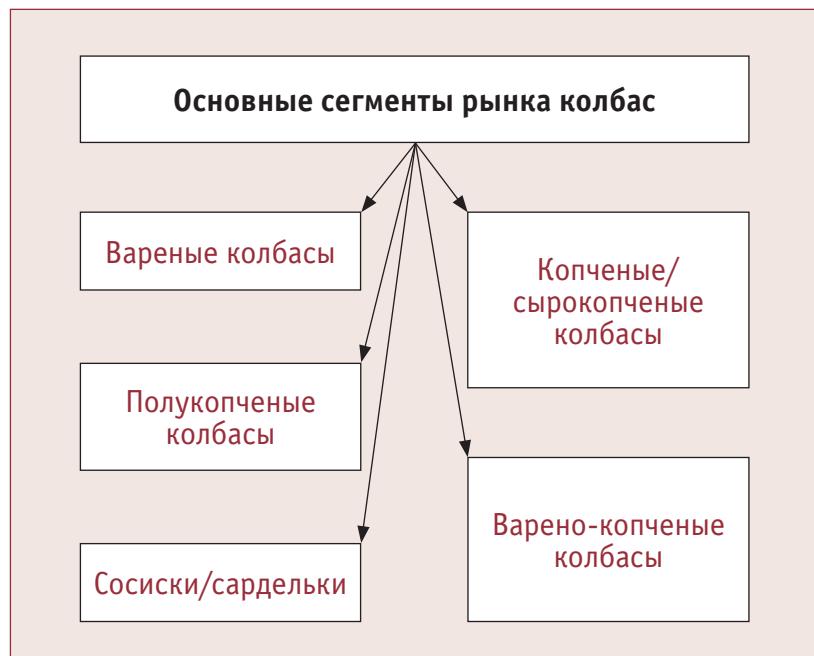 Основные сегменты рынка колбас
Вареные колбасы
Полукопченые
колбасы
Сосиски/сардельки
Копченые/
сырокопченые
колбасы
Варено-копченые
колбасы